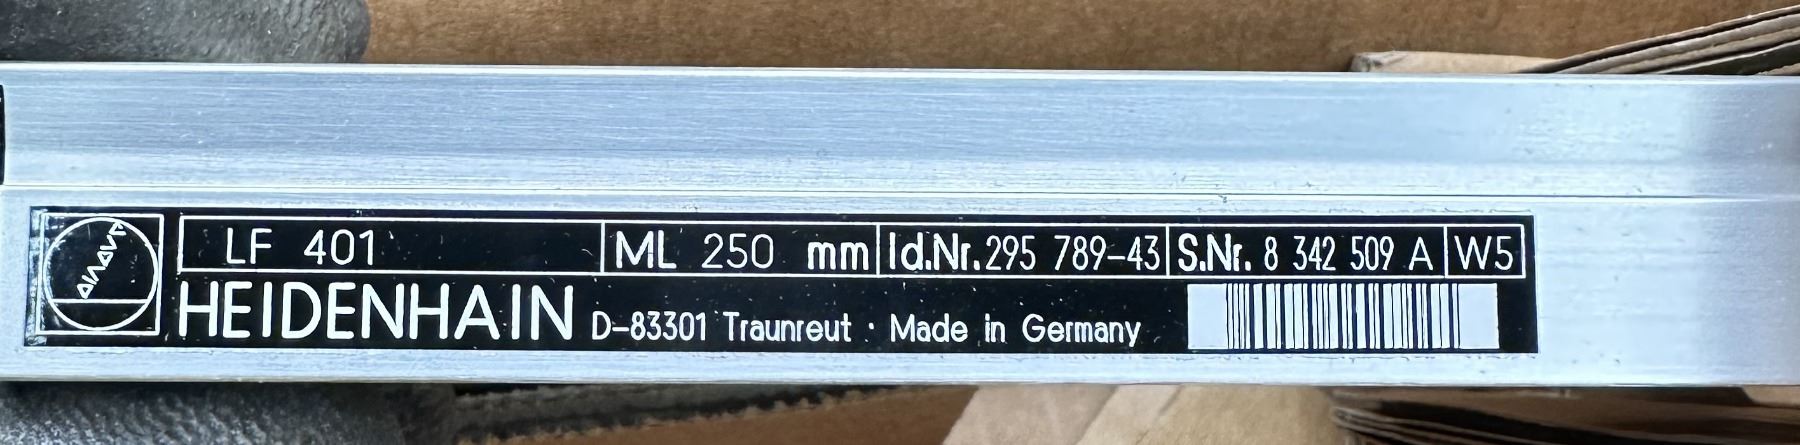 LF 401 ML 250 mm Id.Nr. 295 789-43 S.Nr. 8 342 509 A W5
HEIDENHAIN D-83301 Traunreut · Made in Germany